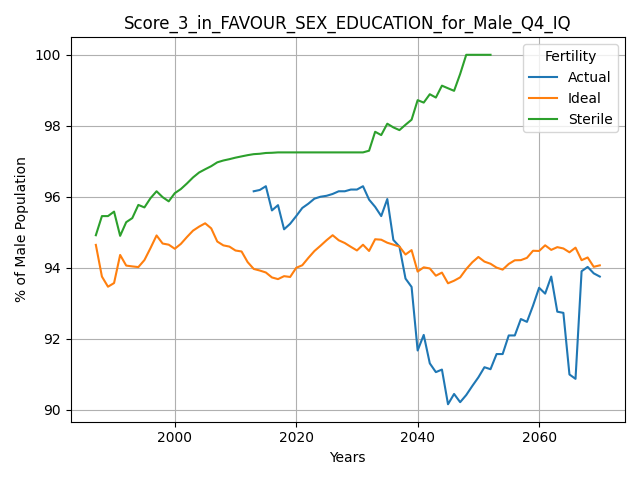 Score_3_in_FAVOUR_SEX_EDUCATION_for_Male_Q4_IQ
% of Male Population
100
98
96
94
92
90
Fertility
Actual
Ideal
Sterile
2000
2020
2040
2060
Years